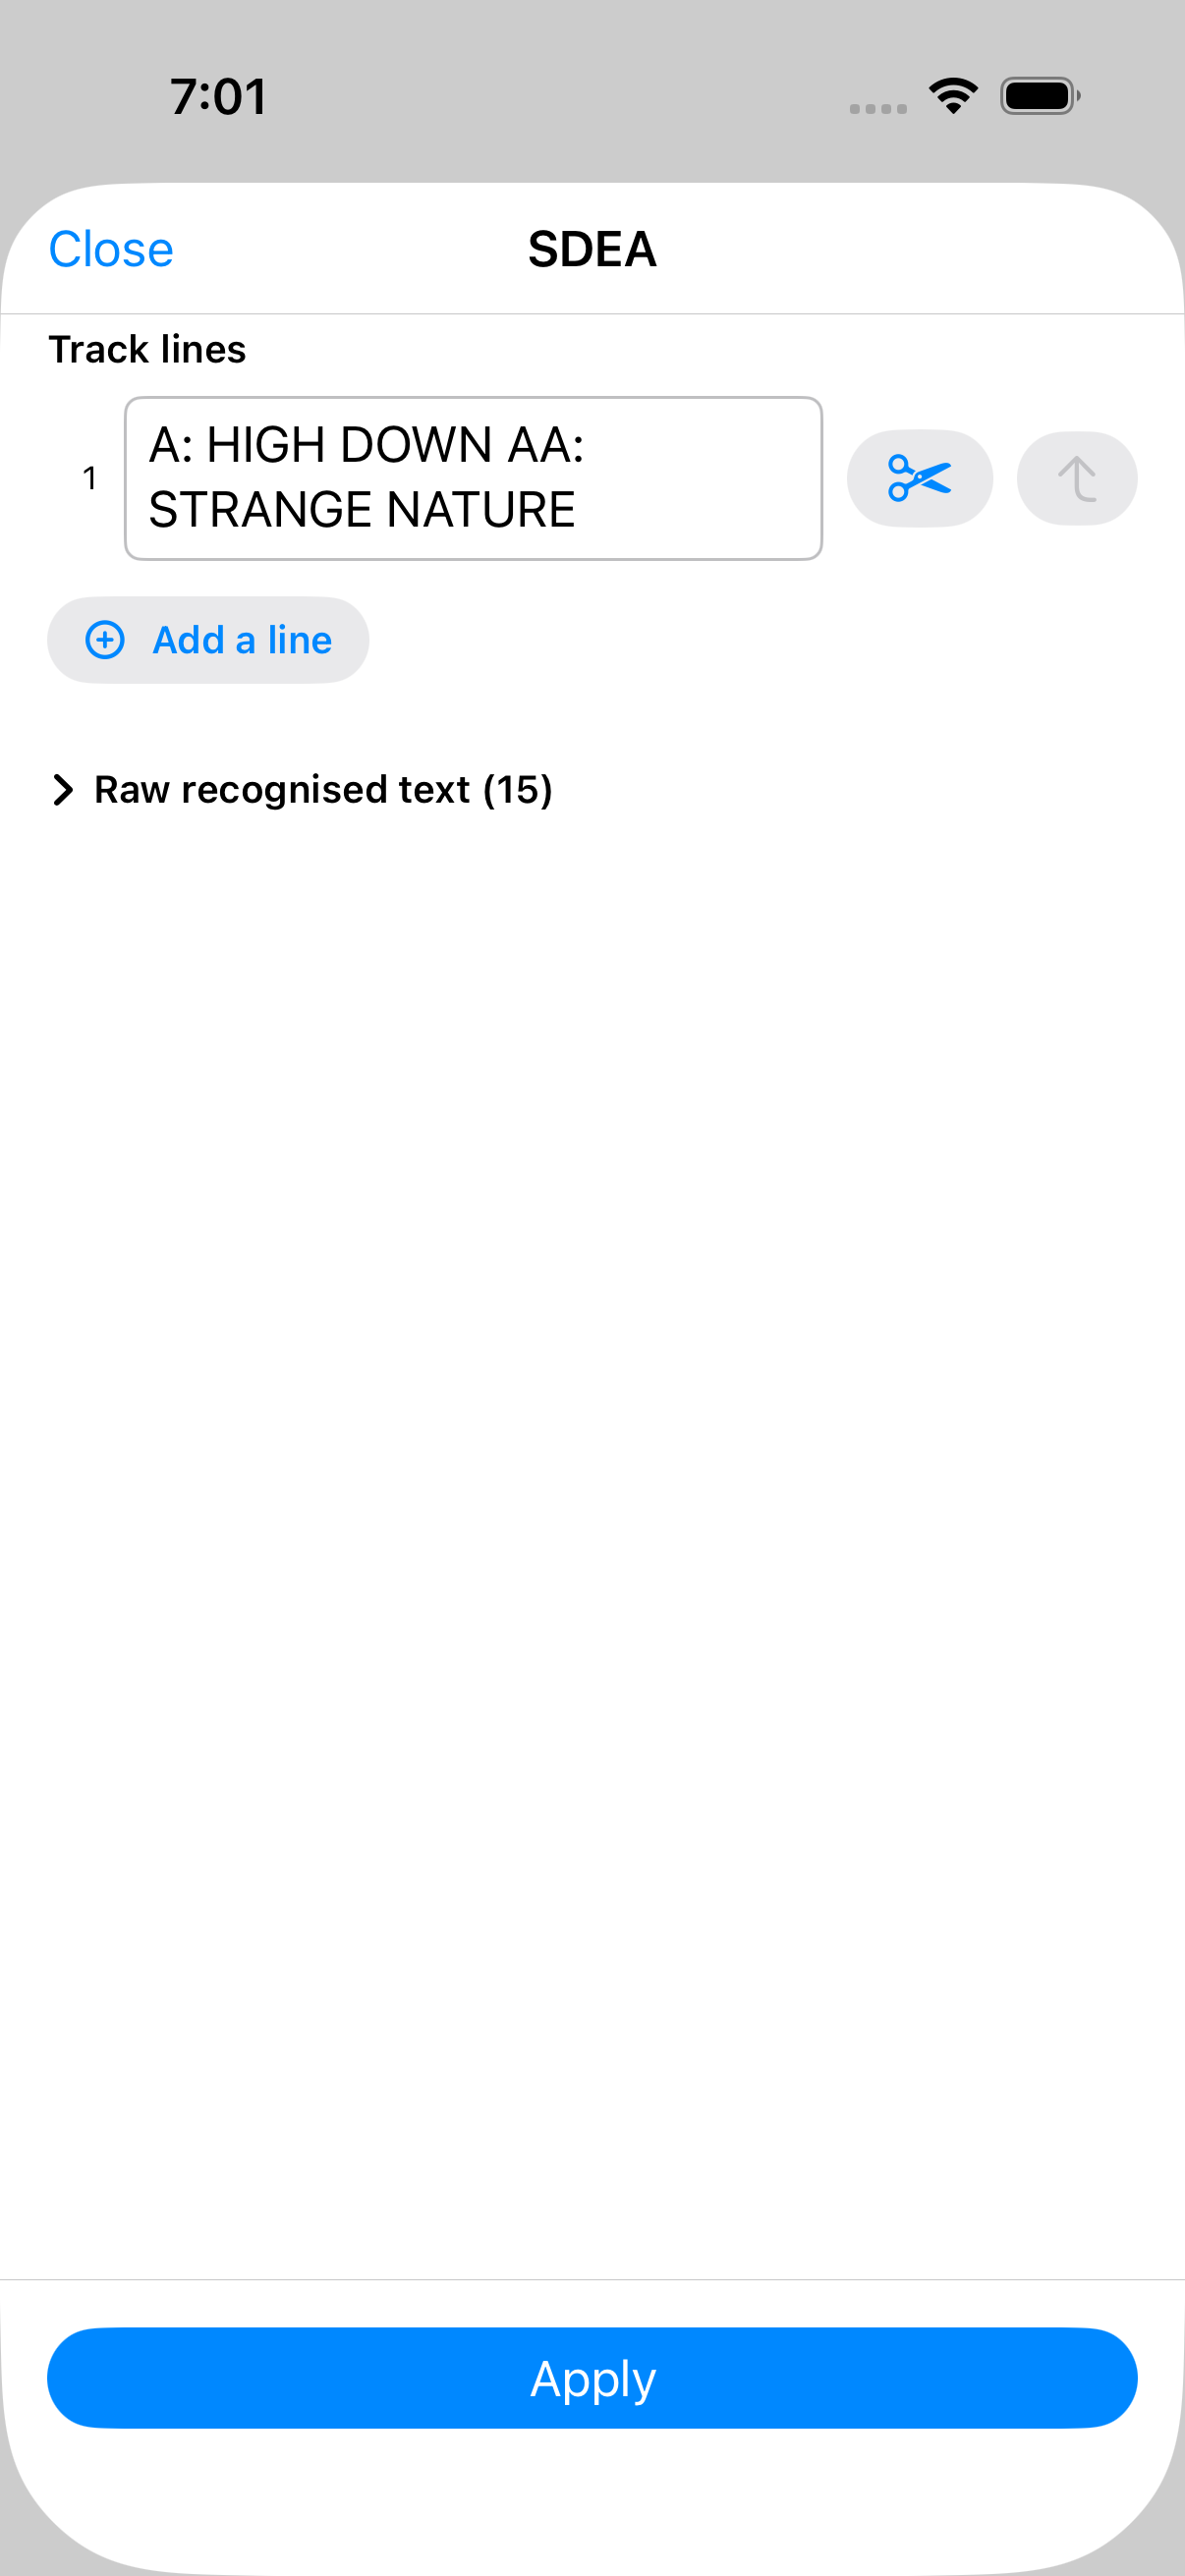 7:01
Close
SDEA
Track lines
1
A: HIGH DOWN AA:
STRANGE NATURE
Add a line
Raw recognised text (15)
Apply